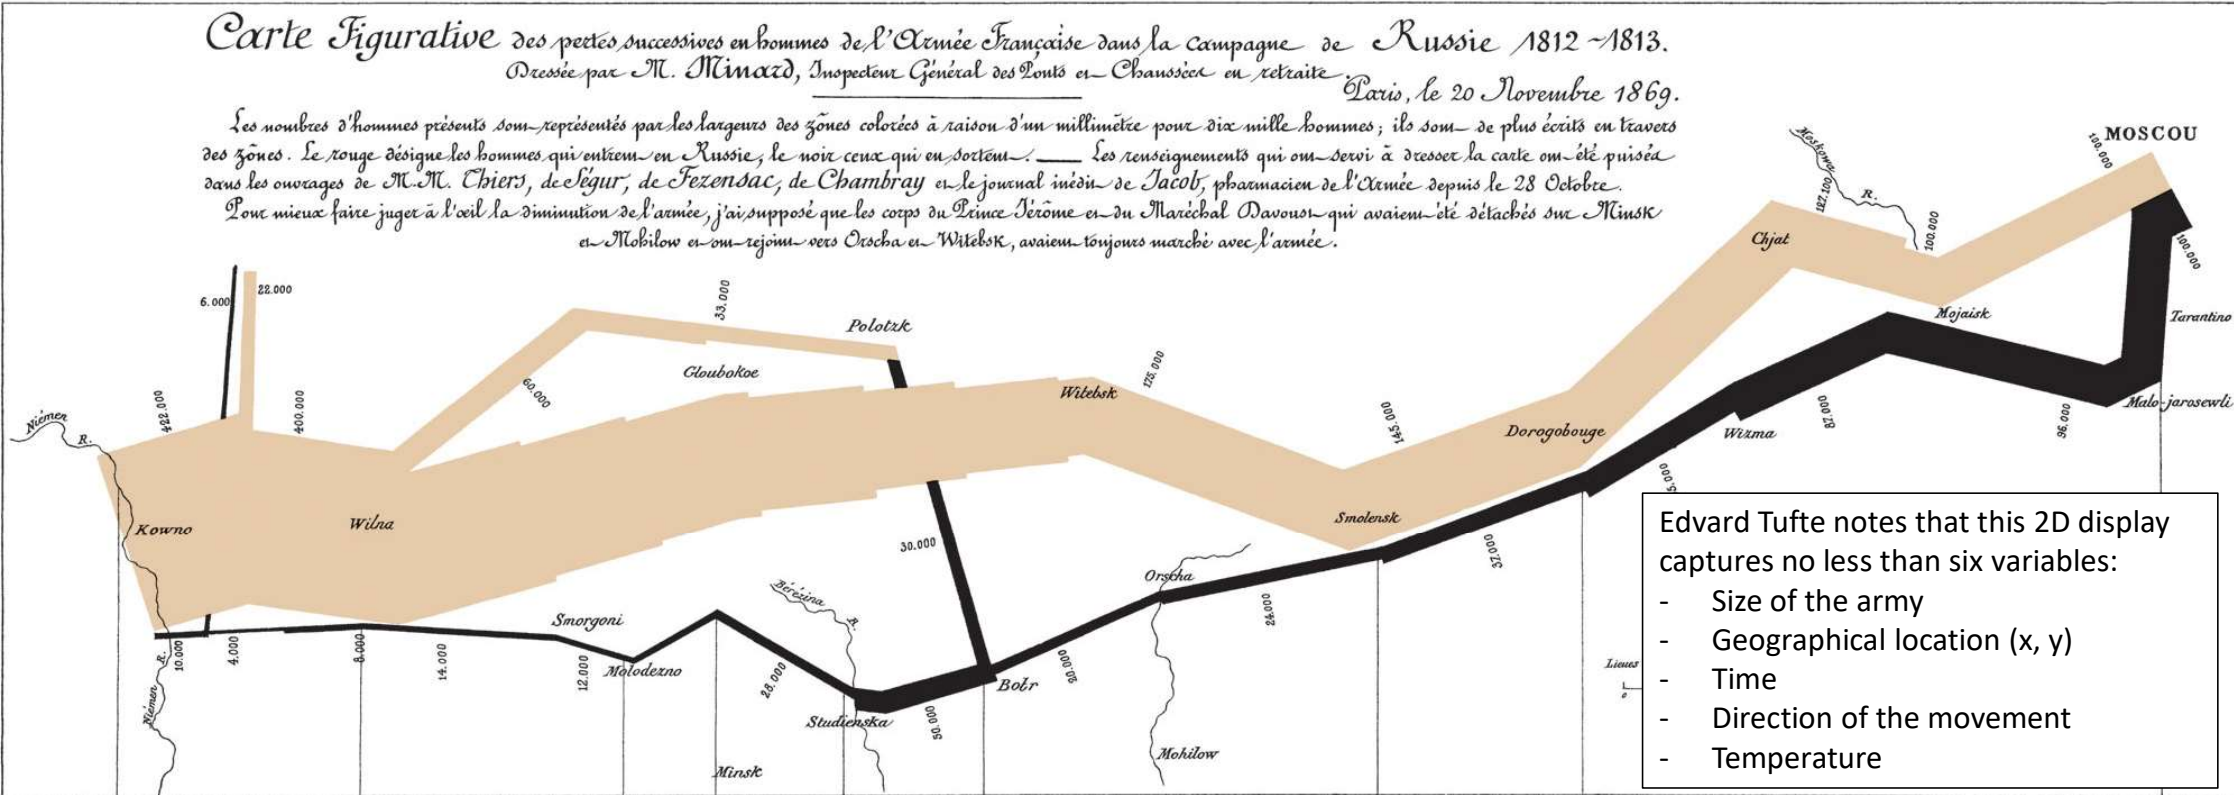 Carte Figurative des pertes successives en hommes de l'Armée Française dans la campagne de Russie 1812~1813.
Dressée par M. Minard, Inspecteur Général des Ponts et Chaussées en retraite.
Paris, le 20 Novembre 1869.
Les nombres d'hommes présents sont représentés par les largeurs des zônes colorées à raison d'un millimètre pour dix mille hommes; ils sont de plus écrits en travers
des zônes. Le rouge désigne les hommes qui entrent en Russie, le noir ceux qui en sortent. — Les renseignements qui ont servi à dresser la carte ont été puisés
dans les ouvrages de M.M. Thiers, de Ségur, de Fezensac, de Chambray et le journal inédit de Jacob, pharmacien de l'Armée depuis le 28 Octobre.
Pour mieux faire juger à l'œil la diminution de l'armée, j'ai supposé que les corps du Prince Jérôme et du Maréchal Davoust qui avaient été détachés sur Minsk
et Mohilow et ont rejoint vers Orscha et Witebsk, avaient toujours marché avec l'armée.
MOSCOU
100.000
Moskowa
R.
127.100
100.000
Chjat
100.000
Mojaisk
Tarantino
Malo-jarosewli
6.000
22.000
33.000
Polotzk
Gloubokoe
60.000
Witebsk
175.000
422.000
400.000
Niémen
R.
145.000
Dorogobouge
Wizma
87.000
96.000
Kowno
Wilna
Smolensk
30.000
37.000
Orscha
24.000
Bérézina
R.
Smorgoni
Molodezno
10.000
4.000
8.000
14.000
12.000
28.000
20.000
Bobr
Studienska
50.000
R.
Niémen
Minsk
Mohilow
Lieues
Edvard Tufte notes that this 2D display
captures no less than six variables:
- Size of the army
- Geographical location (x, y)
- Time
- Direction of the movement
- Temperature